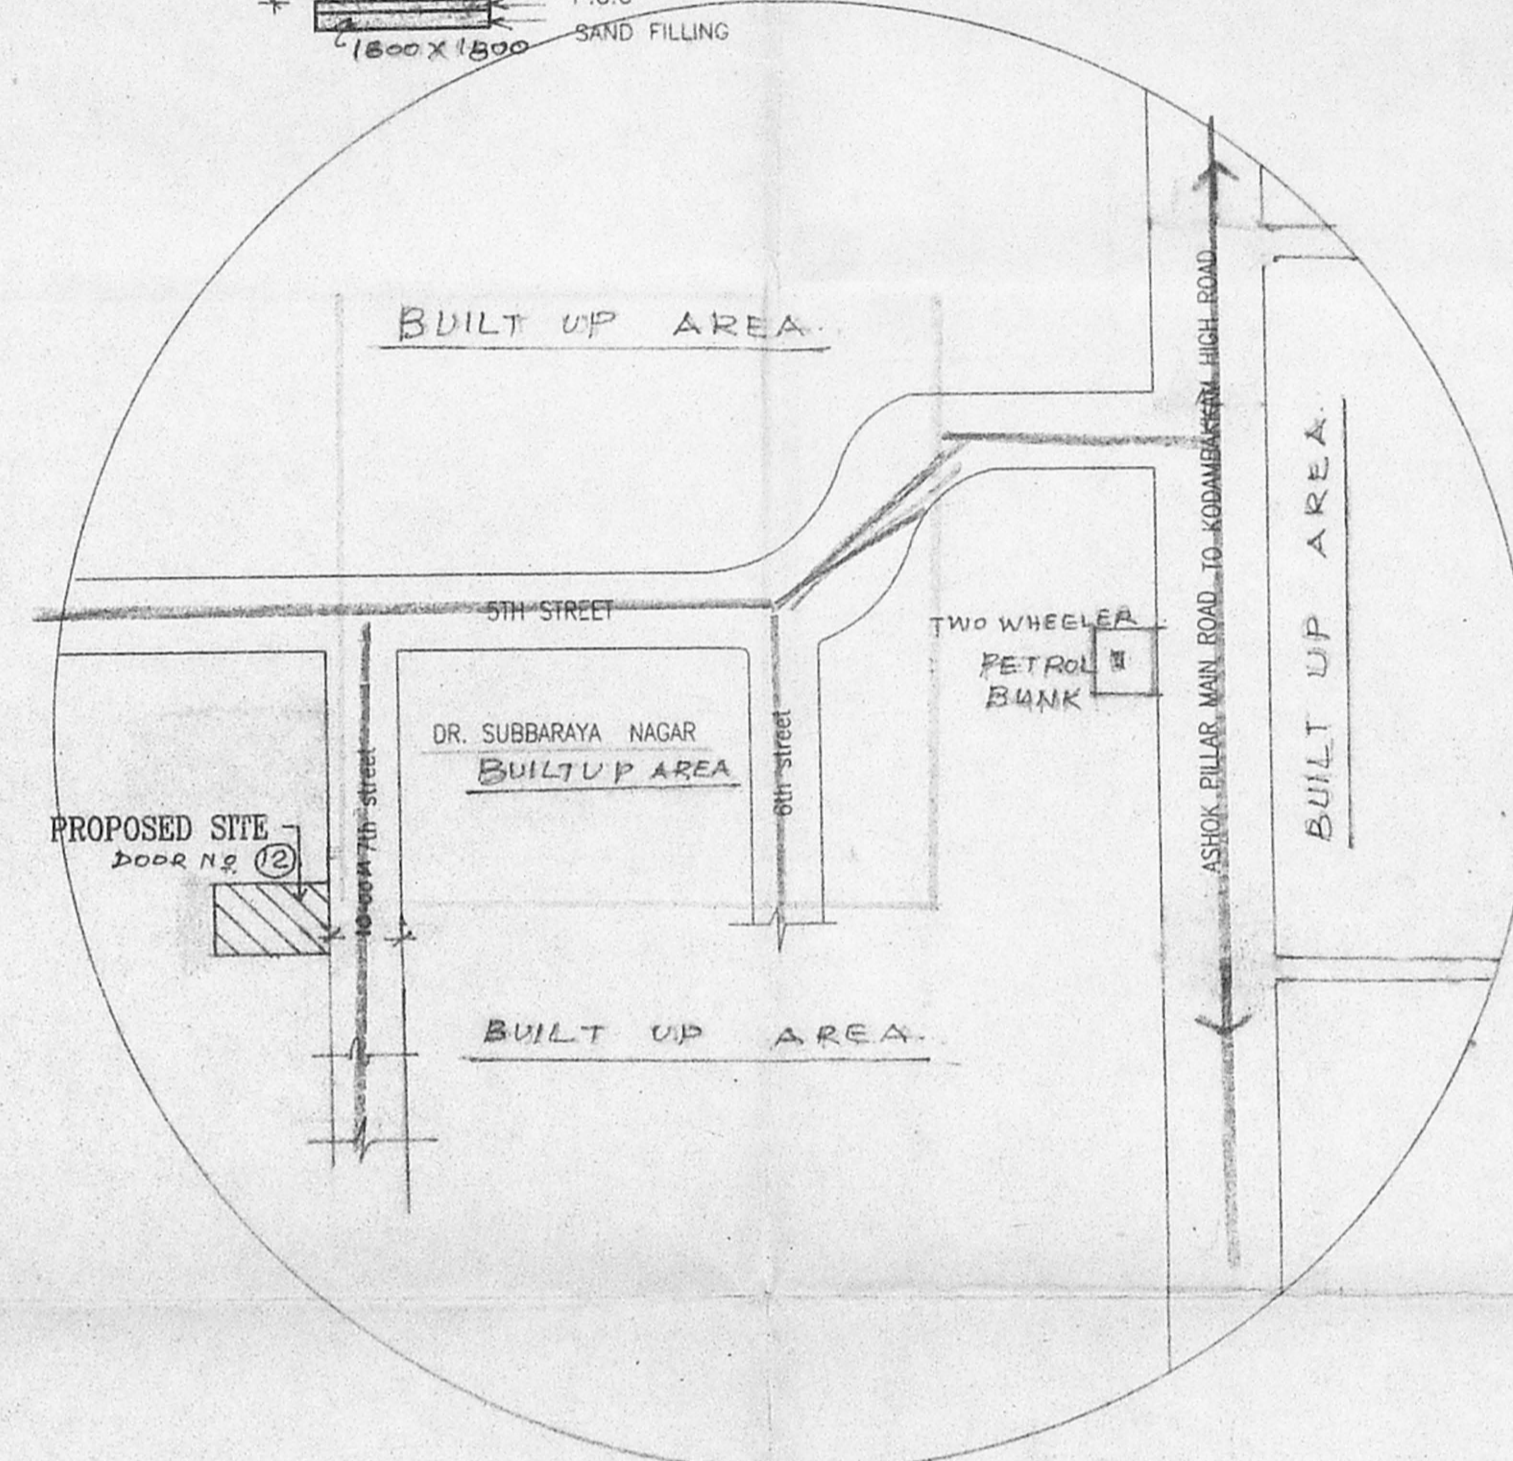 SAND FILLING
BUILT UP AREA.
ASHOK PILLAR MAIN ROAD TO KODAMBAKKAM HIGH ROAD
BUILT UP AREA.
5TH STREET
TWO WHEELER
PETROL
BUNK
DR. SUBBARAYA NAGAR
BUILTUP AREA
6th street
7th street
PROPOSED SITE
DOOR No 12
BUILT UP AREA.